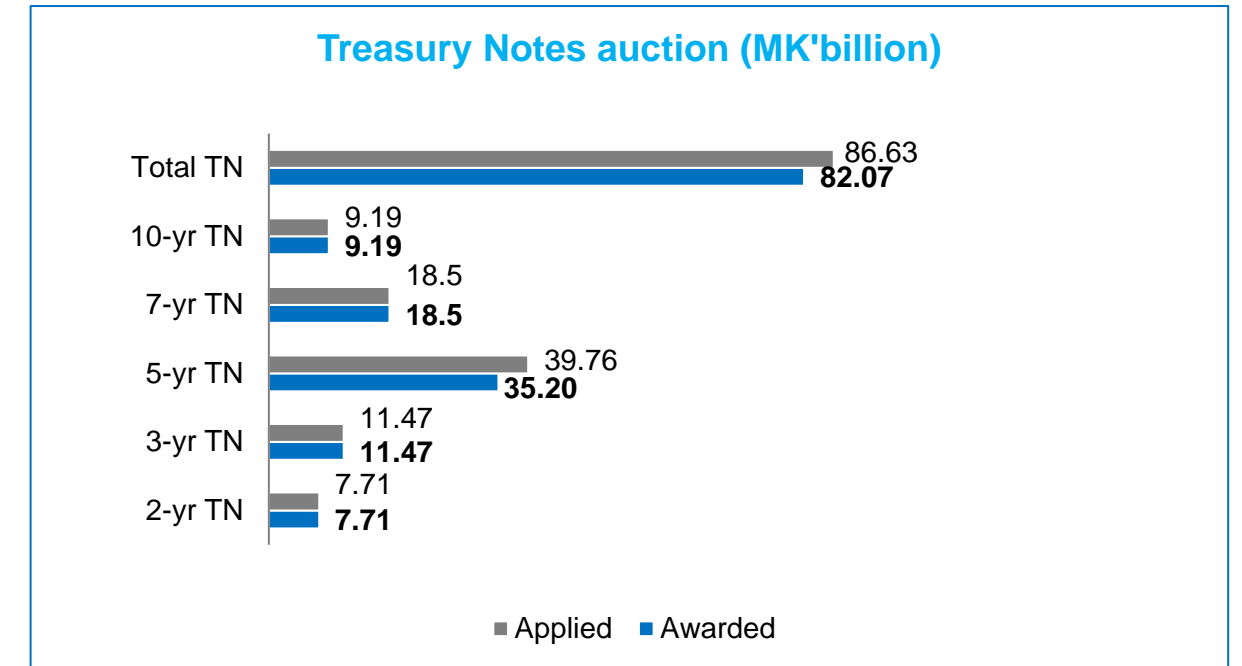 Treasury Notes auction (MK'billion)
Total TN
86.63
82.07
10-yr TN
9.19
9.19
7-yr TN
18.5
18.5
5-yr TN
39.76
35.20
3-yr TN
11.47
11.47
2-yr TN
7.71
7.71
Applied Awarded